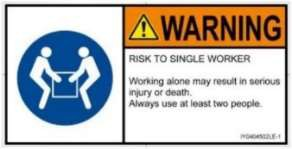 WARNING
RISK TO SINGLE WORKER
Working alone may result in serious
injury or death.
Always use at least two people.